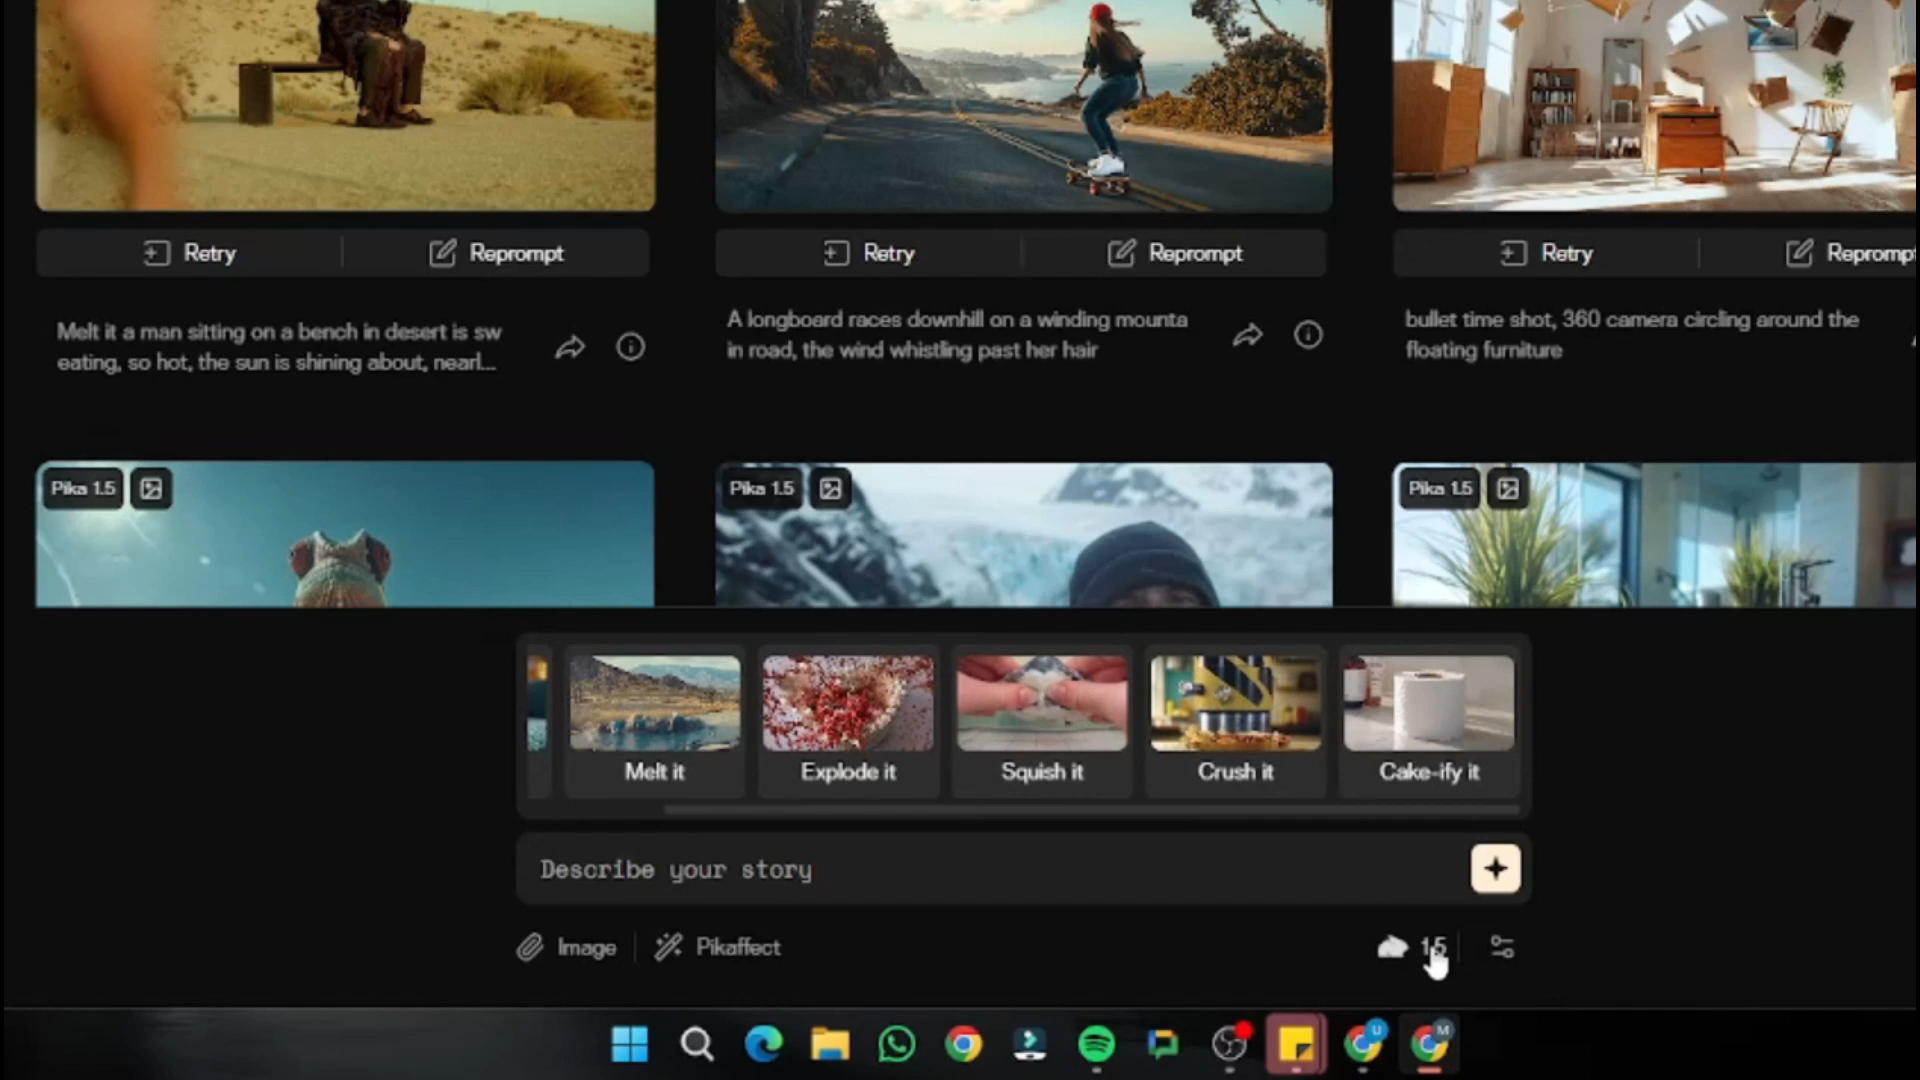 Retry
Reprompt
Retry
Reprompt
Retry
Reprompt
Melt it a man sitting on a bench in desert is sw
eating, so hot, the sun is shining about, nearl...
A longboard races downhill on a winding mounta
in road, the wind whistling past her hair
bullet time shot, 360 camera circling around the
floating furniture
Pika 1.5
Pika 1.5
Pika 1.5
Melt it
Explode it
Squish it
Crush it
Cake-ify it
Describe your story
Image
Pikaffect
15
U
M